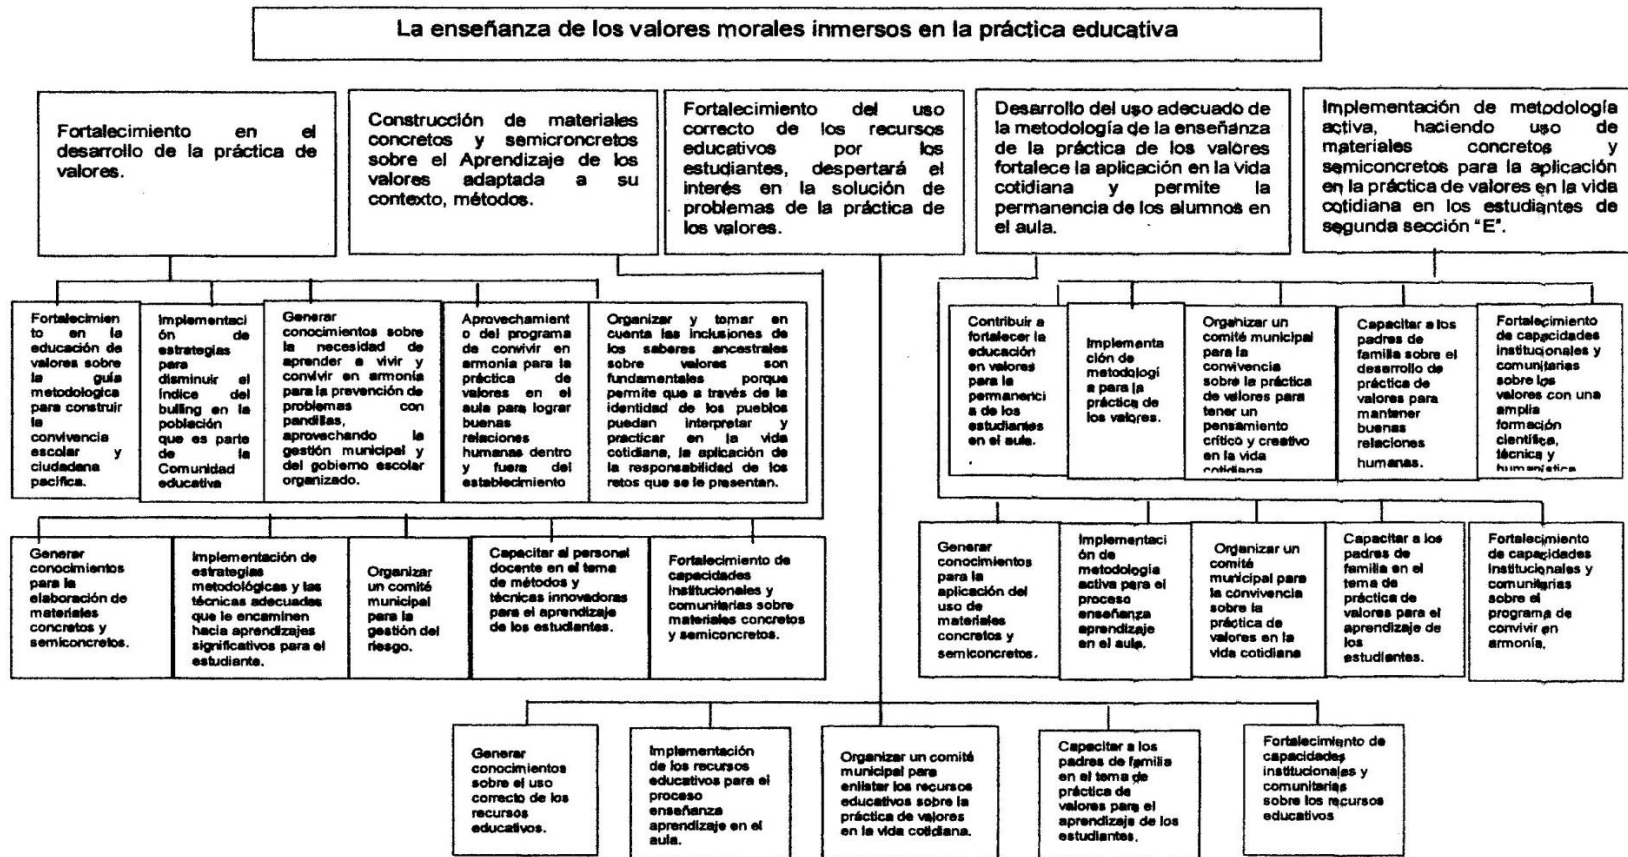 La enseñanza de los valores morales inmersos en la práctica educativa
Fortalecimiento en el
desarrollo de la práctica de
valores.
Construcción de materiales
concretos y semicroncretos
sobre el Aprendizaje de los
valores adaptada a su
contexto, métodos.
Fortalecimiento del uso
correcto de los recursos
educativos por los
estudiantes, despertará el
interés en la solución de
problemas de la práctica de
los valores.
Desarrollo del uso adecuado de
la metodología de la enseñanza
de la práctica de los valores
fortalece la aplicación en la vida
cotidiana y permite la
permanencia de los alumnos en
el aula.
Implementación de metodología
activa, haciendo uso de
materiales concretos y
semiconcretos para la aplicación
en la práctica de valores en la vida
cotidiana en los estudiantes de
segunda sección "E".
Fortalecimien
to en la
educación de
valores sobre
la guía
metodologica
para construir
la
convivencia
escolar y
ciudadana
pacífica.
Implementaci
ón de
estrategias
para
disminuir el
índice del
bulling en la
población
que es parte
de la
Comunidad
educativa
Generar
conocimientos sobre
la necesidad de
aprender a vivir y
convivir en armonía
para la prevención de
problemas con
pandillas,
aprovechando la
gestión municipal y
del gobierno escolar
organizado.
Aprovechamient
o del programa
de convivir en
armonía para la
práctica de
valores en el
aula para lograr
buenas
relaciones
humanas dentro
y fuera del
establecimiento
Organizar y tomar en
cuenta las inclusiones de
los saberes ancestrales
sobre valores son
fundamentales porque
permite que a través de la
identidad de los pueblos
puedan interpretar y
practicar en la vida
cotidiana, la aplicación de
la responsabilidad de los
retos que se le presentan.
Contribuir a
fortalecer la
educación
en valores
para la
permanenci
a de los
estudiantes
en el aula.
Implementa
ción de
metodologí
a para la
práctica de
los valores.
Organizar un
comité municipal
para la
convivencia
sobre la práctica
de valores para
tener un
pensamiento
crítico y creativo
en la vida
cotidiana
Capacitar a los
padres de
familia sobre el
desarrollo de
práctica de
valores para
mantener
buenas
relaciones
humanas.
Fortalecimiento
de capacidades
institucionales y
comunitarias
sobre los
valores con una
amplia
formación
científica,
técnica y
humanística
Generar
conocimientos
para la
elaboración de
materiales
concretos y
semiconcretos.
Implementación de
estrategias
metodológicas y las
técnicas adecuadas
que le encaminen
hacia aprendizajes
significativos para el
estudiante.
Organizar
un comité
municipal
para la
gestión del
riesgo.
Capacitar al personal
docente en el tema
de métodos y
técnicas innovadoras
para el aprendizaje
de los estudiantes.
Fortalecimiento de
capacidades
institucionales y
comunitarias sobre
materiales concretos
y semiconcretos.
Generar
conocimientos
para la
aplicación del
uso de
materiales
concretos y
semiconcretos.
Implementaci
ón de
metodología
activa para el
proceso
enseñanza
aprendizaje
en el aula.
Organizar un
comité
municipal para
la convivencia
sobre la
práctica de
valores en la
vida cotidiana
Capacitar a los
padres de
familia en el
tema de
práctica de
valores para el
aprendizaje de
los
estudiantes.
Fortalecimiento
de capacidades
institucionales y
comunitarias
sobre el
programa de
convivir en
armonía.
Generar
conocimientos
sobre el uso
correcto de los
recursos
educativos.
Implementación
de los recursos
educativos para el
proceso
enseñanza
aprendizaje en el
aula.
Organizar un comité
municipal para
enlistar los recursos
educativos sobre la
práctica de valores
en la vida cotidiana.
Capacitar a los
padres de familia
en el tema de
práctica de
valores para el
aprendizaje de los
estudiantes.
Fortalecimiento de
capacidades
institucionales y
comunitarias
sobre los recursos
educativos